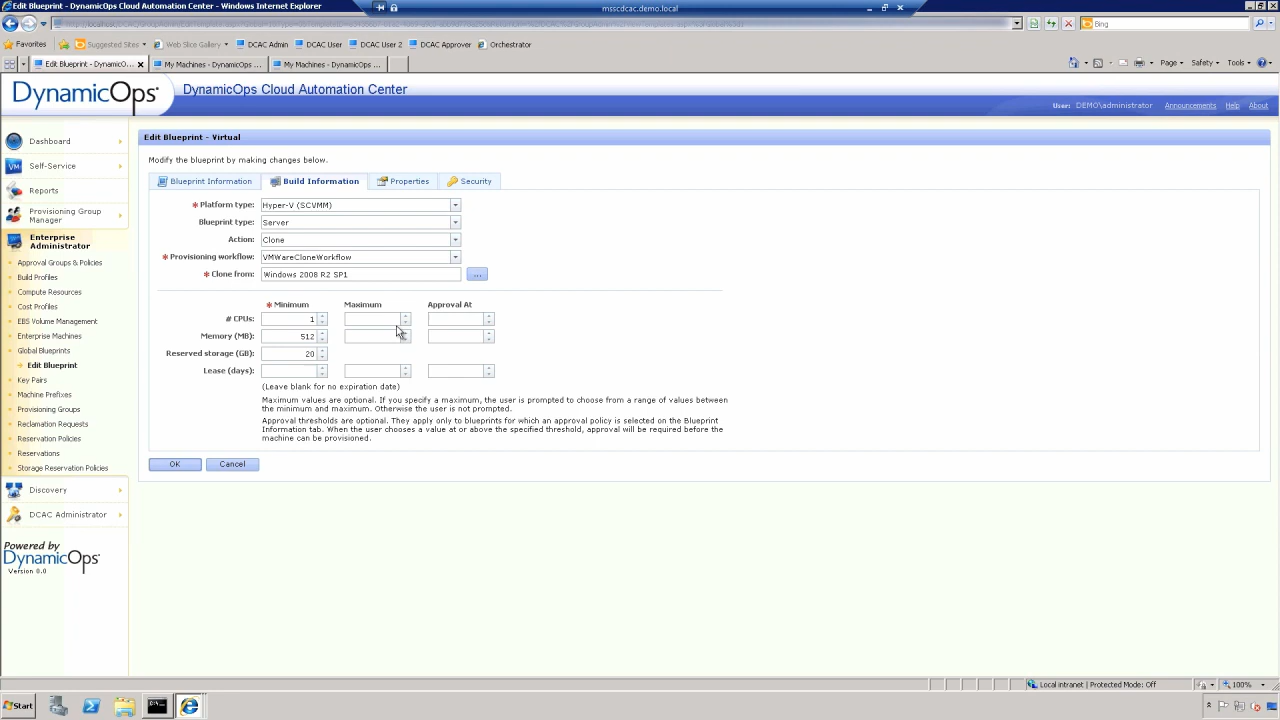 Edit Blueprint - DynamicOps Cloud Automation Center - Windows Internet Explorer
msscdcac.demo.local
Bing
Favorites
Suggested Sites
Web Slice Gallery
DCAC Admin
DCAC User
DCAC User 2
DCAC Approver
Orchestrator
Edit Blueprint - DynamicO...
My Machines - DynamicOps ...
My Machines - DynamicOps ...
Page
Safety
Tools
DynamicOps
DynamicOps Cloud Automation Center
User: DEMO\administrator
Announcements
Help
About
Dashboard
Self-Service
Reports
Provisioning Group
Manager
Enterprise
Administrator
Approval Groups & Policies
Build Profiles
Compute Resources
Cost Profiles
EBS Volume Management
Enterprise Machines
Global Blueprints
Edit Blueprint
Key Pairs
Machine Prefixes
Provisioning Groups
Reclamation Requests
Reservation Policies
Reservations
Storage Reservation Policies
Discovery
DCAC Administrator
Powered by
DynamicOps
Version 0.0
Edit Blueprint - Virtual
Modify the blueprint by making changes below.
Blueprint Information
Build Information
Properties
Security
* Platform type: Hyper-V (SCVMM)
Blueprint type: Server
Action: Clone
* Provisioning workflow: VMWareCloneWorkflow
* Clone from: Windows 2008 R2 SP1 ...
* Minimum Maximum Approval At
# CPUs: 1
Memory (MB): 512
Reserved storage (GB): 20
Lease (days):
(Leave blank for no expiration date)
Maximum values are optional. If you specify a maximum, the user is prompted to choose from a range of values between
the minimum and maximum. Otherwise the user is not prompted.
Approval thresholds are optional. They apply only to blueprints for which an approval policy is selected on the Blueprint
Information tab. When the user chooses a value at or above the specified threshold, approval will be required before the
machine can be provisioned.
OK
Cancel
Local intranet | Protected Mode: Off
100%
Start